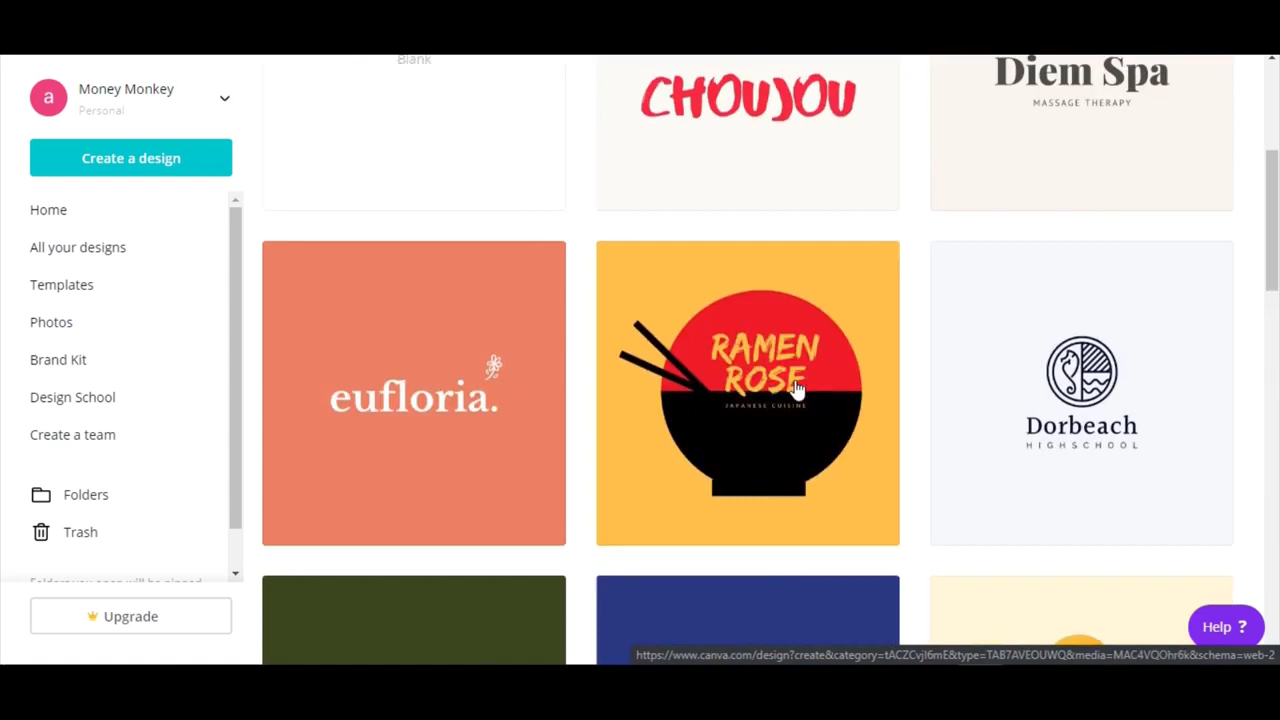 a
Money Monkey
Personal
Create a design
Home
All your designs
Templates
Photos
Brand Kit
Design School
Create a team
Folders
Trash
Upgrade
Blank
CHOUJOU
Diem Spa
MASSAGE THERAPY
eufloria.
RAMEN
ROSE
JAPANESE CUISINE
Dorbeach
HIGHSCHOOL
Help ?
https://www.canva.com/design?create&category=tACZCvjI6mE&type=TAB7AVEOUWQ&media=MAC4VQOhr6k&schema=web-2